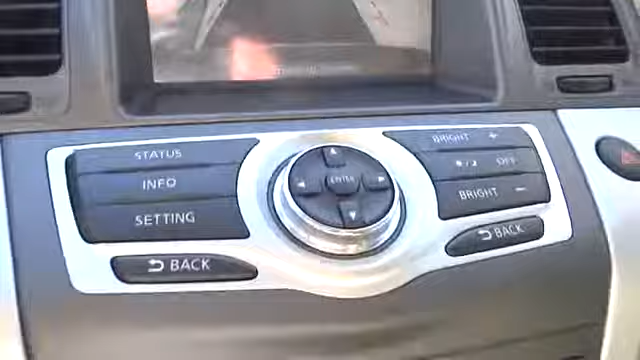 STATUS
INFO
SETTING
BACK
ENTER
BRIGHT +
OFF
BRIGHT -
BACK